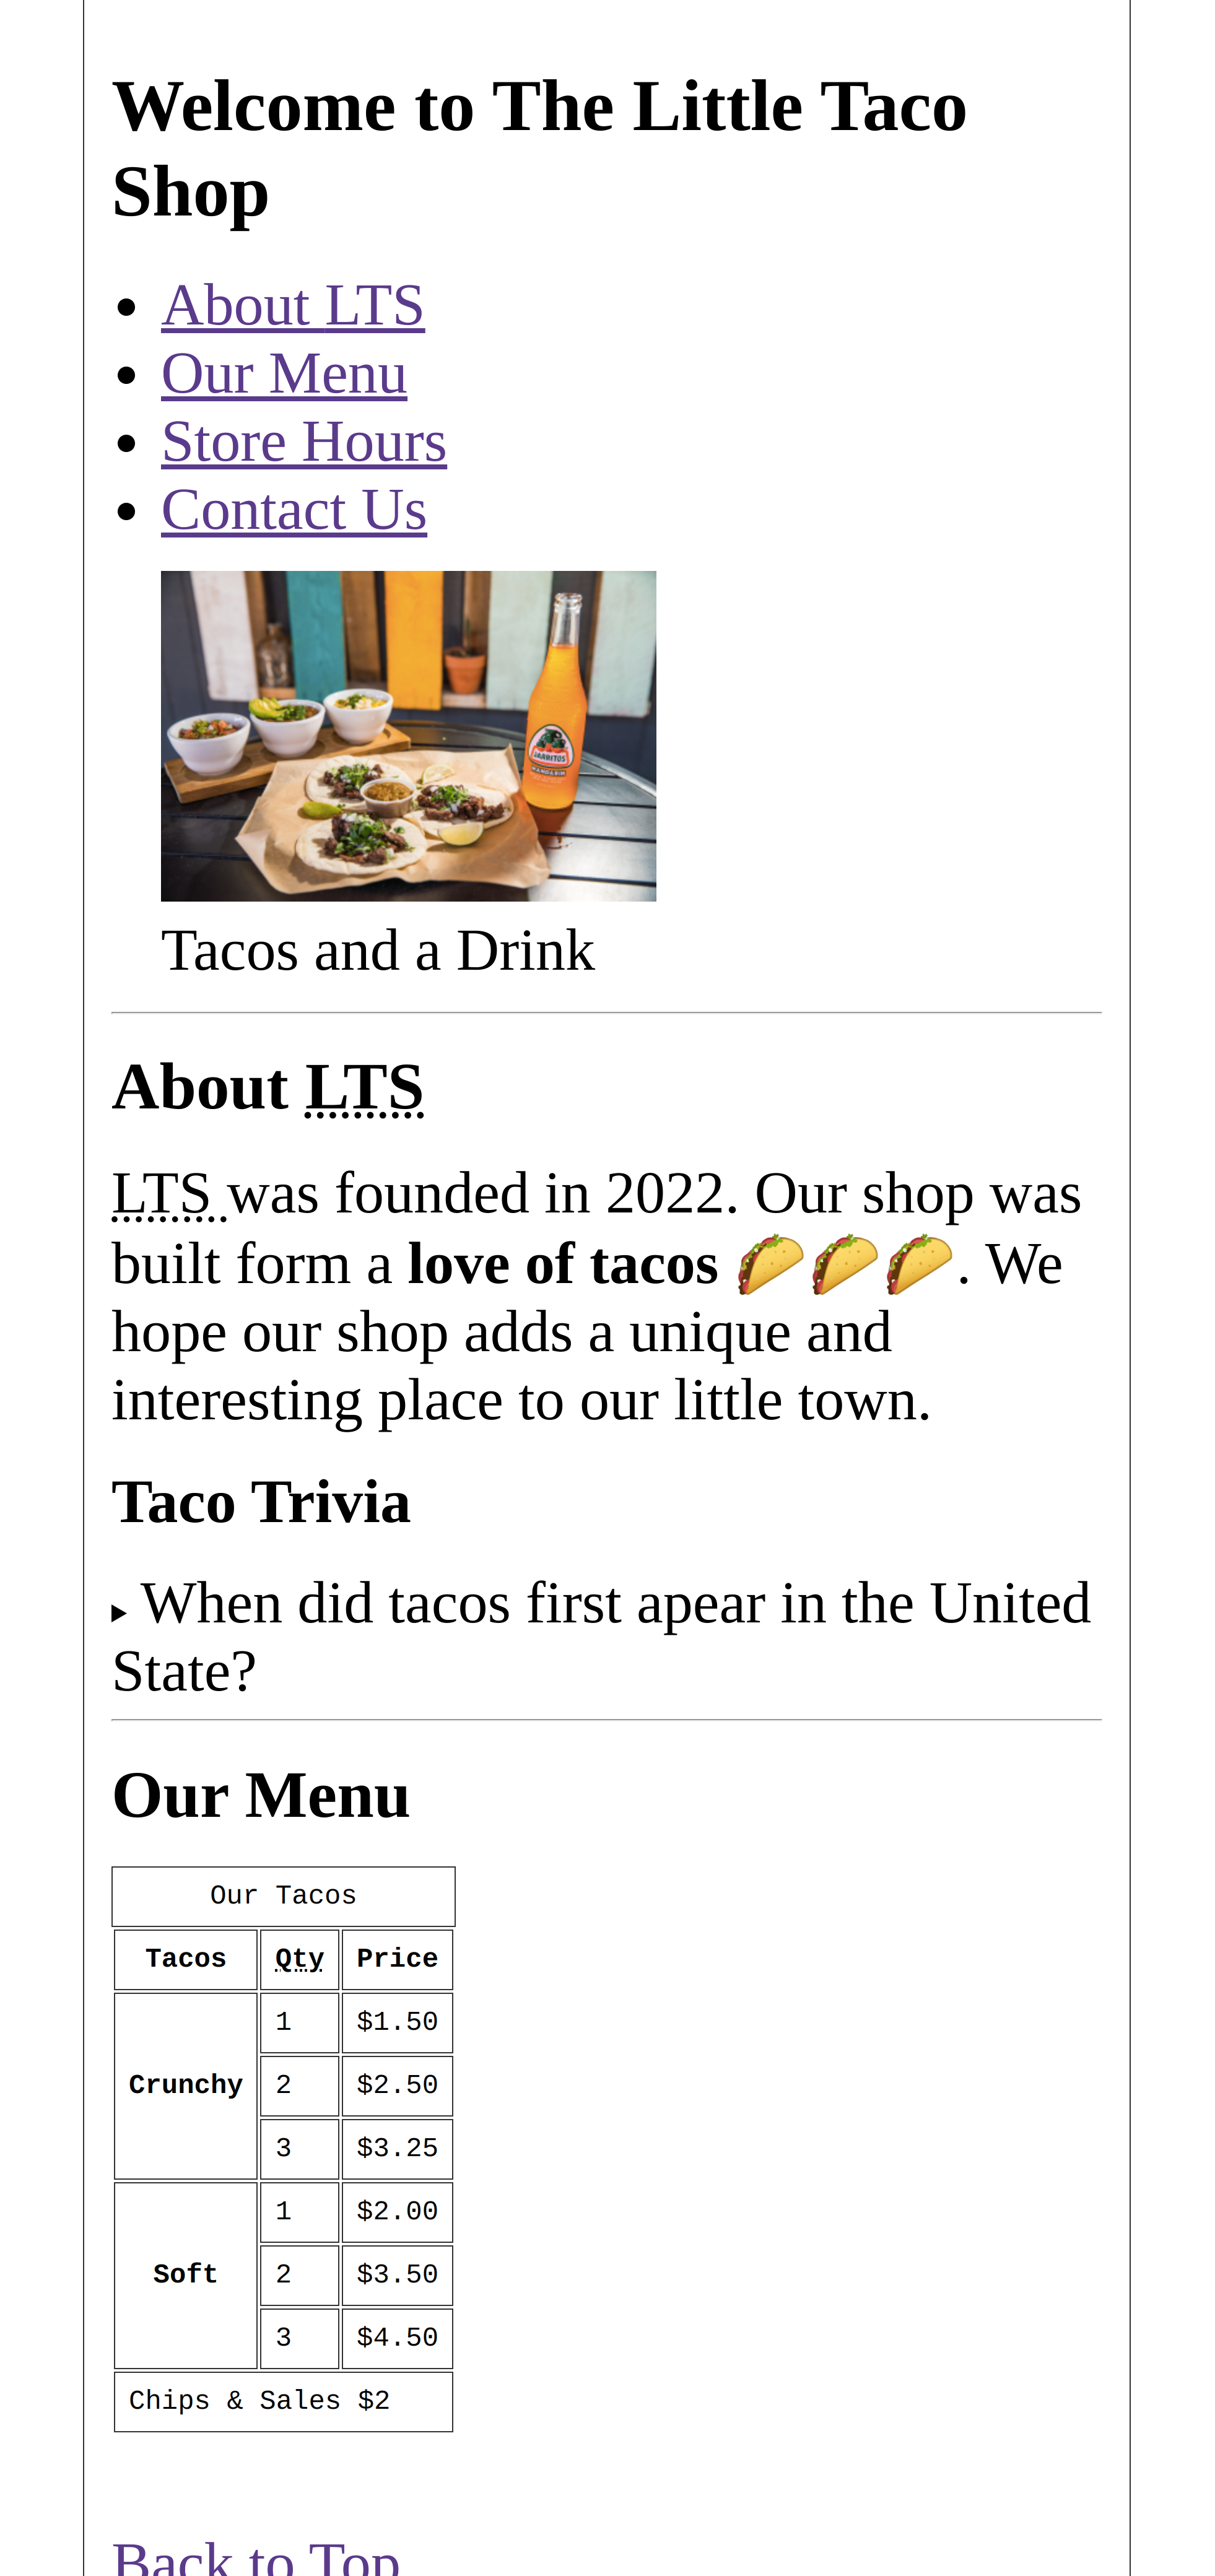 Welcome to The Little Taco
Shop
About LTS
Our Menu
Store Hours
Contact Us
JARRITOS
MANDARIN
Tacos and a Drink
About LTS
LTS was founded in 2022. Our shop was
built form a love of tacos 🌮🌮🌮. We
hope our shop adds a unique and
interesting place to our little town.
Taco Trivia
When did tacos first apear in the United
State?
Our Menu
Our Tacos
Tacos Qty Price
1 $1.50
Crunchy 2 $2.50
3 $3.25
1 $2.00
Soft 2 $3.50
3 $4.50
Chips & Sales $2
Back to Top